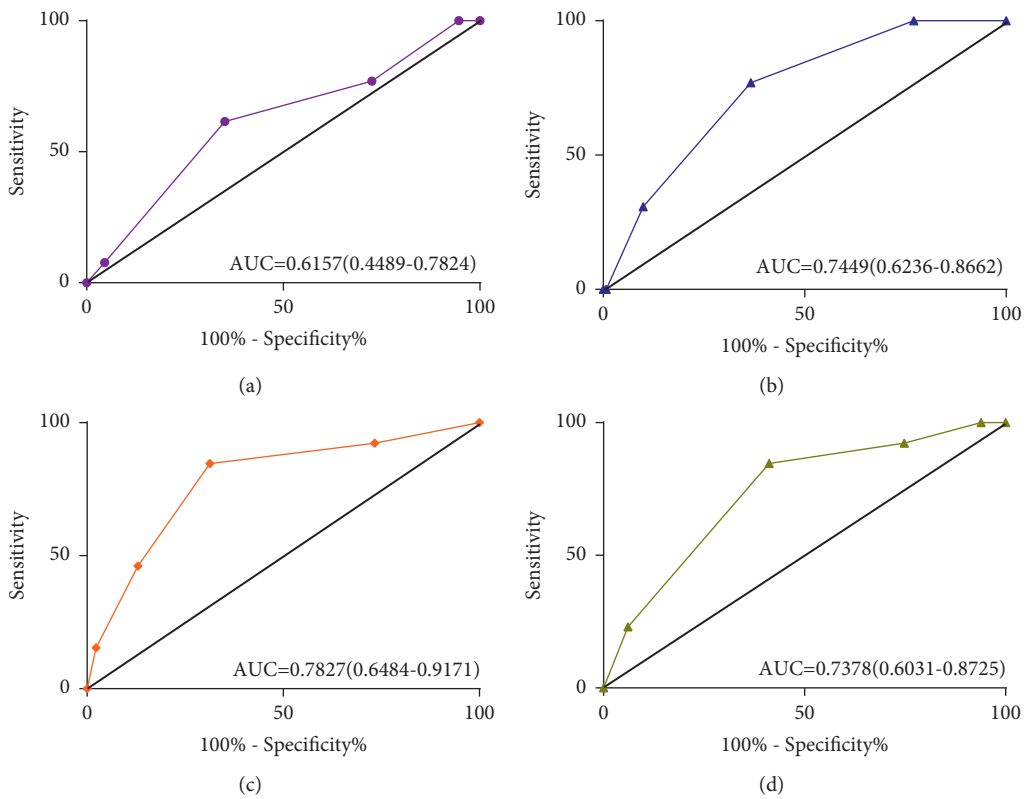 100
50
0
Sensitivity
AUC=0.6157(0.4489-0.7824)
0
50
100
100% - Specificity%
(a)
100
50
0
Sensitivity
AUC=0.7449(0.6236-0.8662)
0
50
100
100% - Specificity%
(b)
100
50
0
Sensitivity
AUC=0.7827(0.6484-0.9171)
0
50
100
100% - Specificity%
(c)
100
50
0
Sensitivity
AUC=0.7378(0.6031-0.8725)
0
50
100
100% - Specificity%
(d)